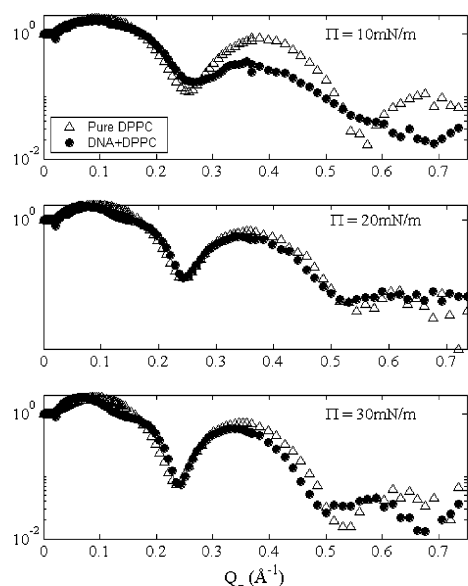 10⁰
Π = 10mN/m
△ Pure DPPC
● DNA+DPPC
10⁻²
0 0.1 0.2 0.3 0.4 0.5 0.6 0.7
10⁰
Π = 20mN/m
0 0.1 0.2 0.3 0.4 0.5 0.6 0.7
10⁰
Π = 30mN/m
10⁻²
0 0.1 0.2 0.3 0.4 0.5 0.6 0.7
(Å⁻¹)